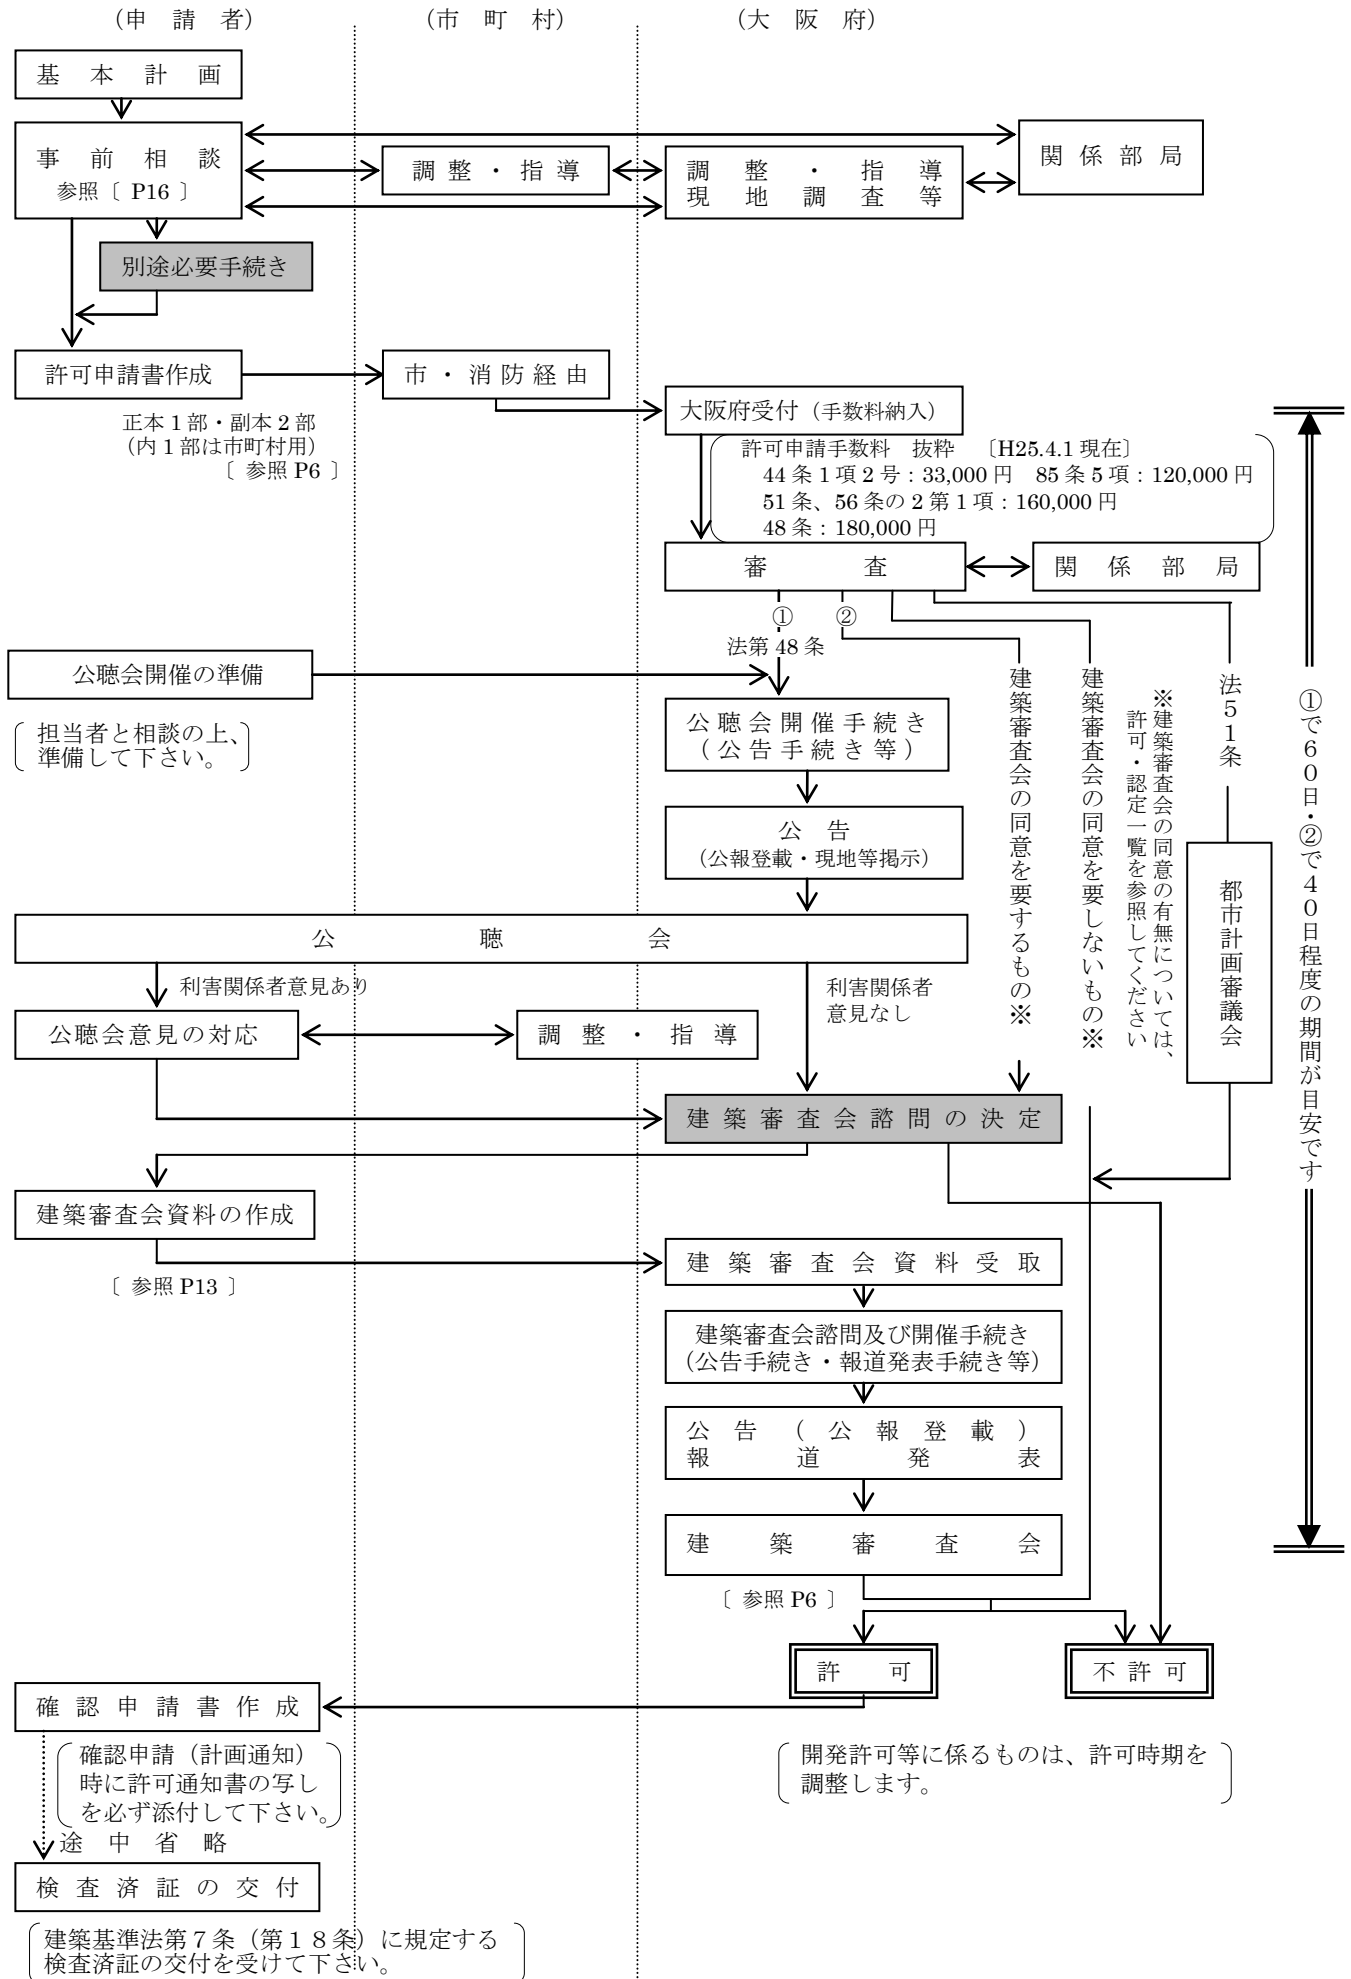 （申請者）
（市町村）
（大阪府）
基本計画
事前相談
参照〔 P16 〕
調整・指導
調整・指導
現地調査等
関係部局
別途必要手続き
許可申請書作成
市・消防経由
正本 1 部・副本 2 部
（内 1 部は市町村用）
〔 参照 P6 〕
大阪府受付（手数料納入）
許可申請手数料　抜粋　〔H25.4.1 現在〕
44 条 1 項 2 号：33,000 円　85 条 5 項：120,000 円
51 条、56 条の 2 第 1 項：160,000 円
48 条：180,000 円
審査
関係部局
①
②
法第 48 条
公聴会開催の準備
担当者と相談の上、
準備して下さい。
公聴会開催手続き
（公告手続き等）
公告
（公報登載・現地等掲示）
建築審査会の同意を要するもの※
建築審査会の同意を要しないもの※
※建築審査会の同意の有無については、
許可・認定一覧を参照してください
法５１条
都市計画審議会
①で６０日・②で４０日程度の期間が目安です
公聴会
利害関係者意見あり
利害関係者
意見なし
公聴会意見の対応
調整・指導
建築審査会諮問の決定
建築審査会資料の作成
〔 参照 P13 〕
建築審査会資料受取
建築審査会諮問及び開催手続き
（公告手続き・報道発表手続き等）
公告（公報登載）
報道発表
建築審査会
〔 参照 P6 〕
許可
不許可
確認申請書作成
確認申請（計画通知）
時に許可通知書の写し
を必ず添付して下さい。
開発許可等に係るものは、許可時期を
調整します。
途中省略
検査済証の交付
建築基準法第７条（第１８条）に規定する
検査済証の交付を受けて下さい。